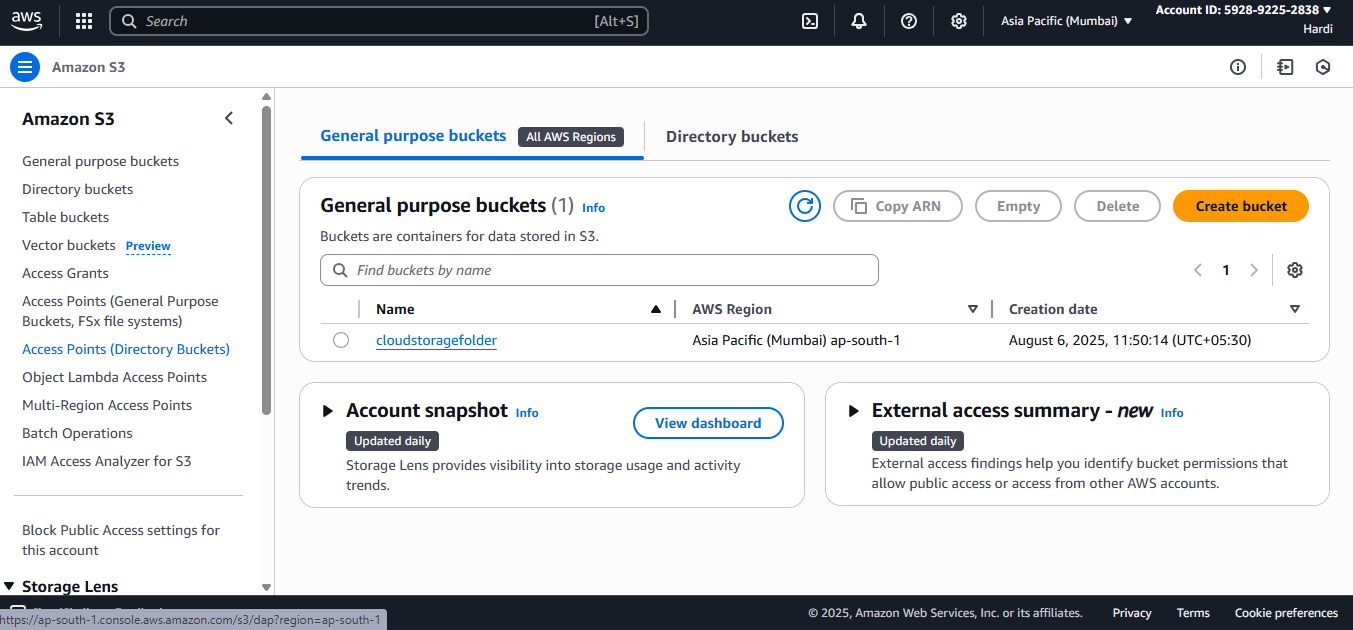 aws
Search [Alt+S]
Asia Pacific (Mumbai)
Account ID: 5928-9225-2838
Hardi
Amazon S3
Amazon S3
General purpose buckets
Directory buckets
Table buckets
Vector buckets Preview
Access Grants
Access Points (General Purpose
Buckets, FSx file systems)
Access Points (Directory Buckets)
Object Lambda Access Points
Multi-Region Access Points
Batch Operations
IAM Access Analyzer for S3
Block Public Access settings for
this account
Storage Lens
General purpose buckets All AWS Regions
Directory buckets
General purpose buckets (1) Info
Copy ARN
Empty
Delete
Create bucket
Buckets are containers for data stored in S3.
Find buckets by name
1
Name AWS Region Creation date
cloudstoragefolder Asia Pacific (Mumbai) ap-south-1 August 6, 2025, 11:50:14 (UTC+05:30)
Account snapshot Info
Updated daily
View dashboard
Storage Lens provides visibility into storage usage and activity
trends.
External access summary - new Info
Updated daily
External access findings help you identify bucket permissions that
allow public access or access from other AWS accounts.
https://ap-south-1.console.aws.amazon.com/s3/dap?region=ap-south-1
© 2025, Amazon Web Services, Inc. or its affiliates. Privacy Terms Cookie preferences